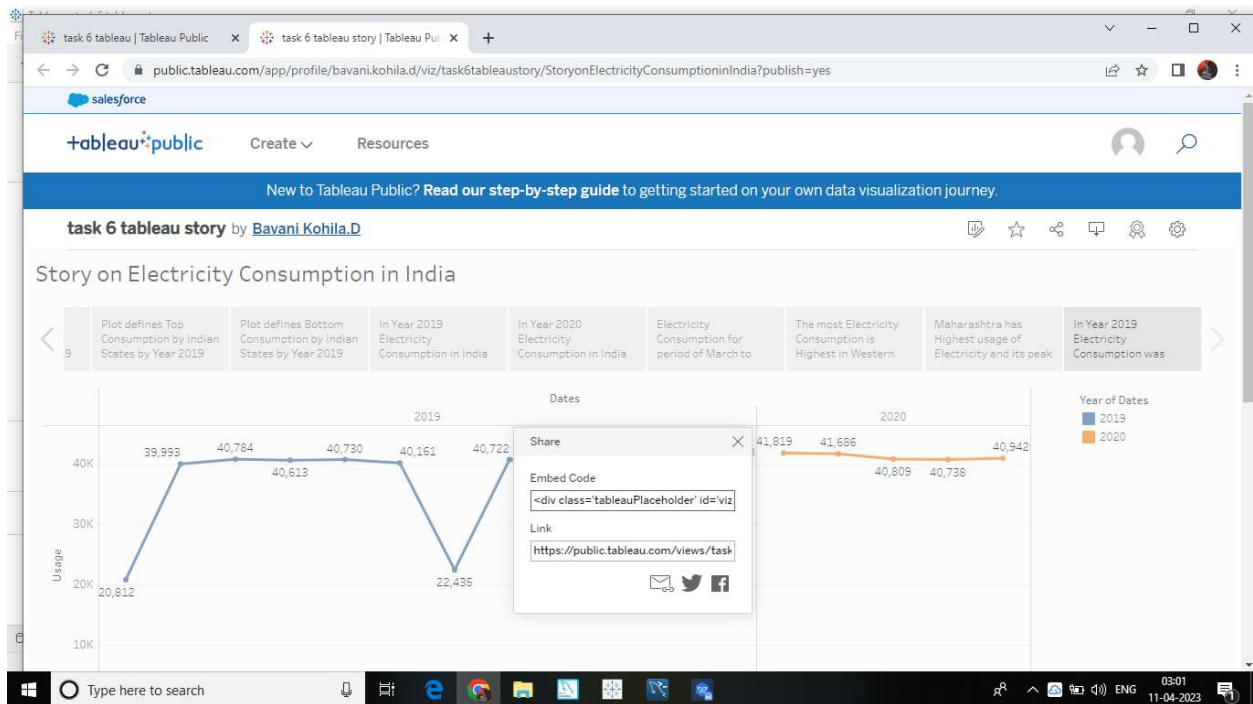 task 6 tableau | Tableau Public
task 6 tableau story | Tableau Pub
public.tableau.com/app/profile/bavani.kohila.d/viz/task6tableaustory/StoryonElectricityConsumptioninIndia?publish=yes
salesforce
+ableau public
Create
Resources
New to Tableau Public? Read our step-by-step guide to getting started on your own data visualization journey.
task 6 tableau story by Bavani Kohila.D
Story on Electricity Consumption in India
9
Plot defines Top
Consumption by Indian
States by Year 2019
Plot defines Bottom
Consumption by Indian
States by Year 2019
In Year 2019
Electricity
Consumption in India
In Year 2020
Electricity
Consumption in India
Electricity
Consumption for
period of March to
The most Electricity
Consumption is
Highest in Western
Maharashtra has
Highest usage of
Electricity and its peak
In Year 2019
Electricity
Consumption was
Dates
2019
2020
Year of Dates
2019
2020
Usage
40K
30K
20K
10K
20,812
39,993
40,784
40,613
40,730
40,161
22,435
40,722
41,819
41,686
40,809
40,738
40,942
Share
Embed Code
<div class='tableauPlaceholder' id='viz
Link
https://public.tableau.com/views/task
Type here to search
ENG
03:01
11-04-2023
1